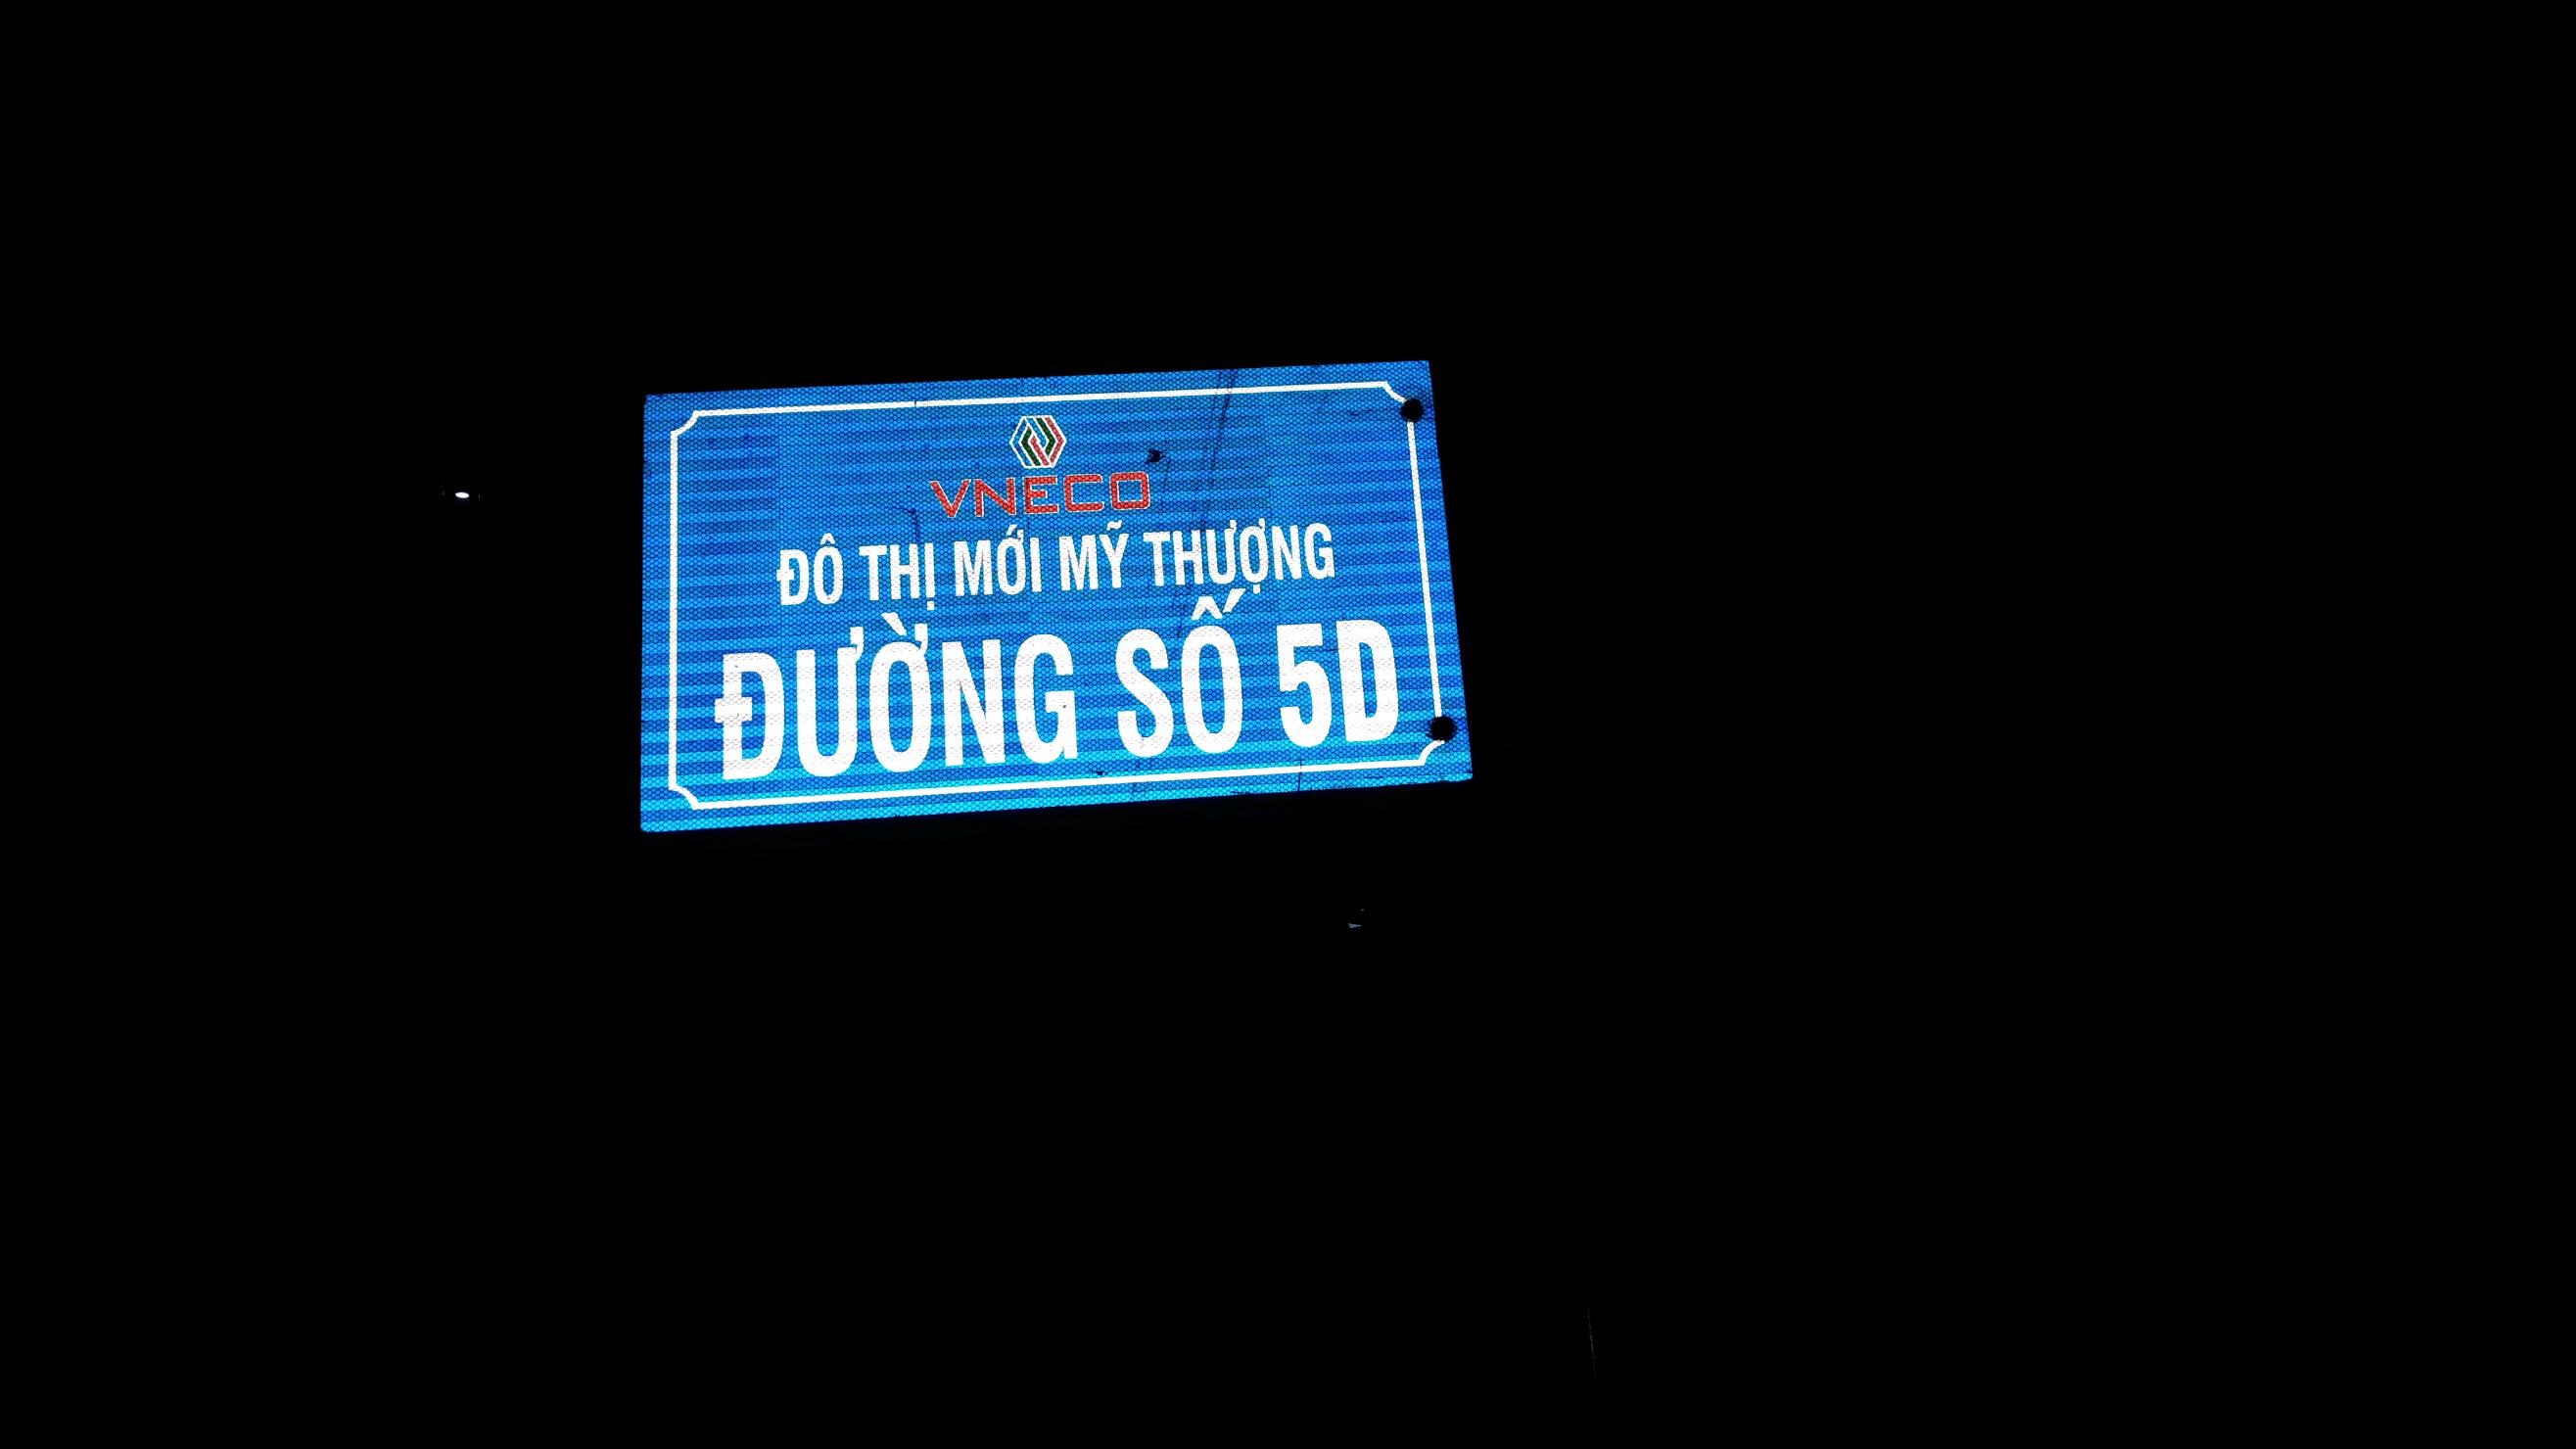 VNECO
ĐÔ THỊ MỚI MỸ THƯỢNG
ĐƯỜNG SỐ 5D